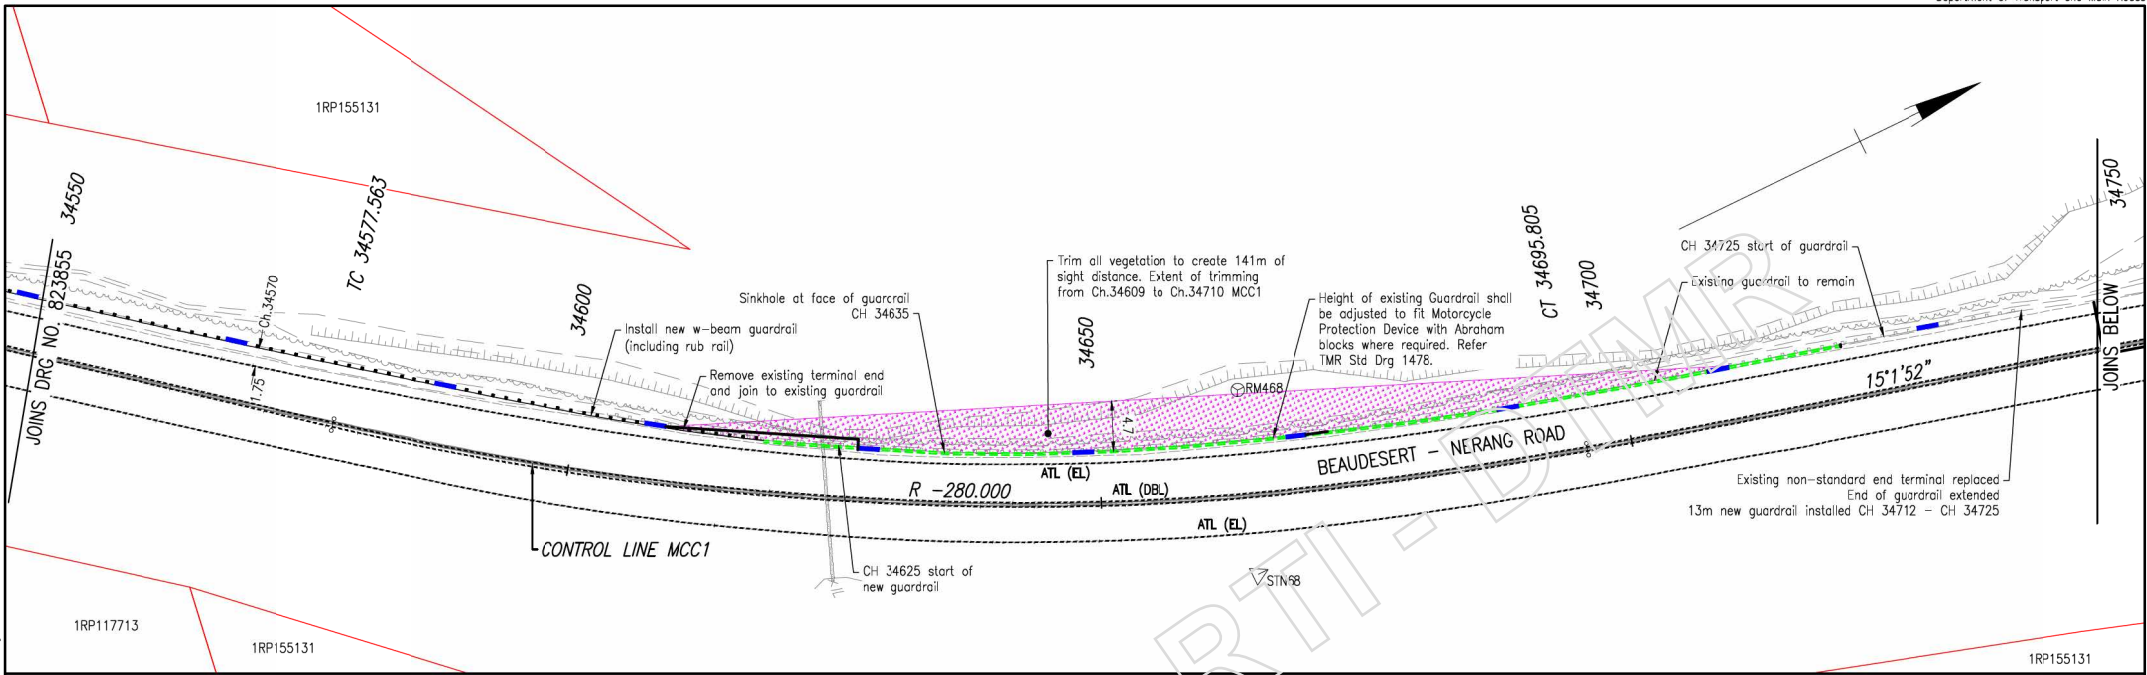 1RP155131
34550
TC 34577.563
JOINS DRG NO. 823855
Ch.34570
1.75
34600
Install new w-beam guardrail
(including rub rail)
Remove existing terminal end
and join to existing guardrail
Sinkhole at face of guarcrail
CH 34635
Trim all vegetation to create 141m of
sight distance. Extent of trimming
from Ch.34609 to Ch.34710 MCC1
34650
4.7
RM468
Height of existing Guardrail shall
be adjusted to fit Motorcycle
Protection Device with Abraham
blocks where required. Refer
TMR Std Drg 1478.
CT 34695.805
34700
CH 34725 start of guardrail
Existing guardrail to remain
34750
JOINS BELOW
15°1'52"
BEAUDESERT - NERANG ROAD
ATL (EL)
ATL (DBL)
R -280.000
ATL (EL)
Existing non-standard end terminal replaced
End of guardrail extended
13m new guardrail installed CH 34712 - CH 34725
CONTROL LINE MCC1
CH 34625 start of
new guardrail
STN68
RTI - DTMR
1RP117713
1RP155131
1RP155131